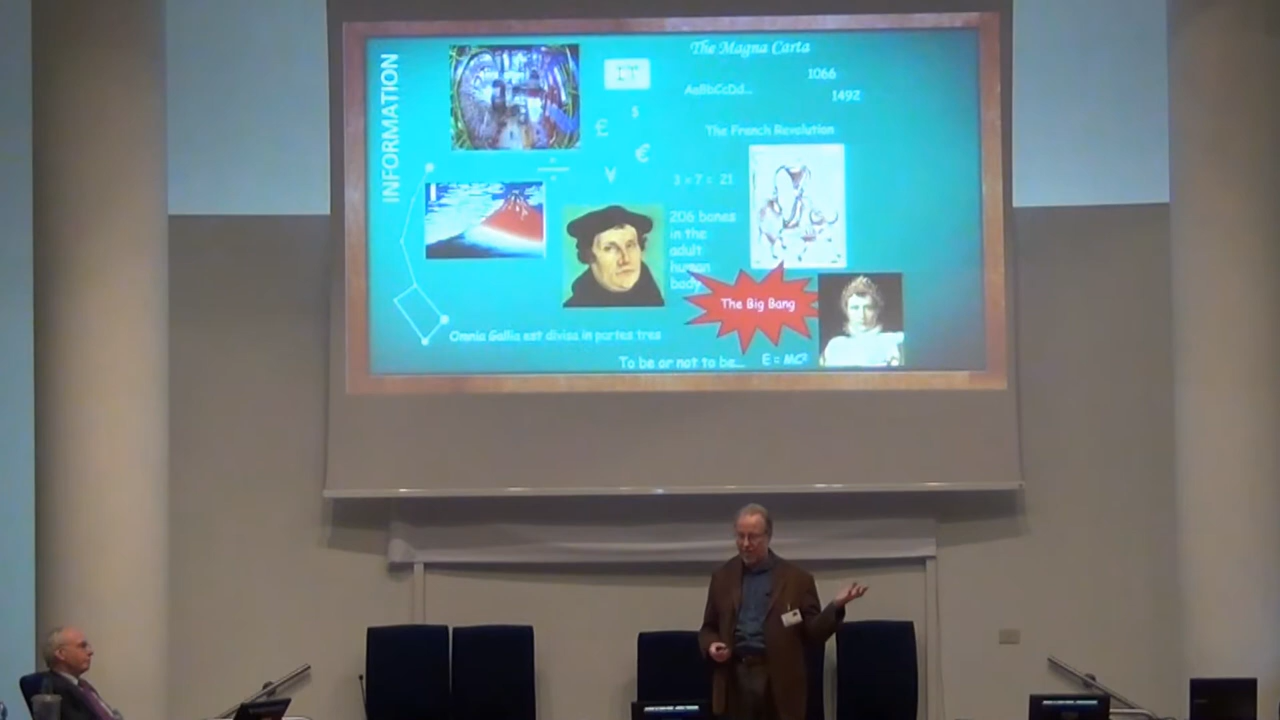 INFORMATION
The Magna Carta
1066
AaBbCcDd...
1492
$
£
€
¥
The French Revolution
3 × 7 = 21
206 bones
in the
adult
human
body
The Big Bang
Omnia Gallia est divisa in partes tres
To be or not to be...
E = MC²